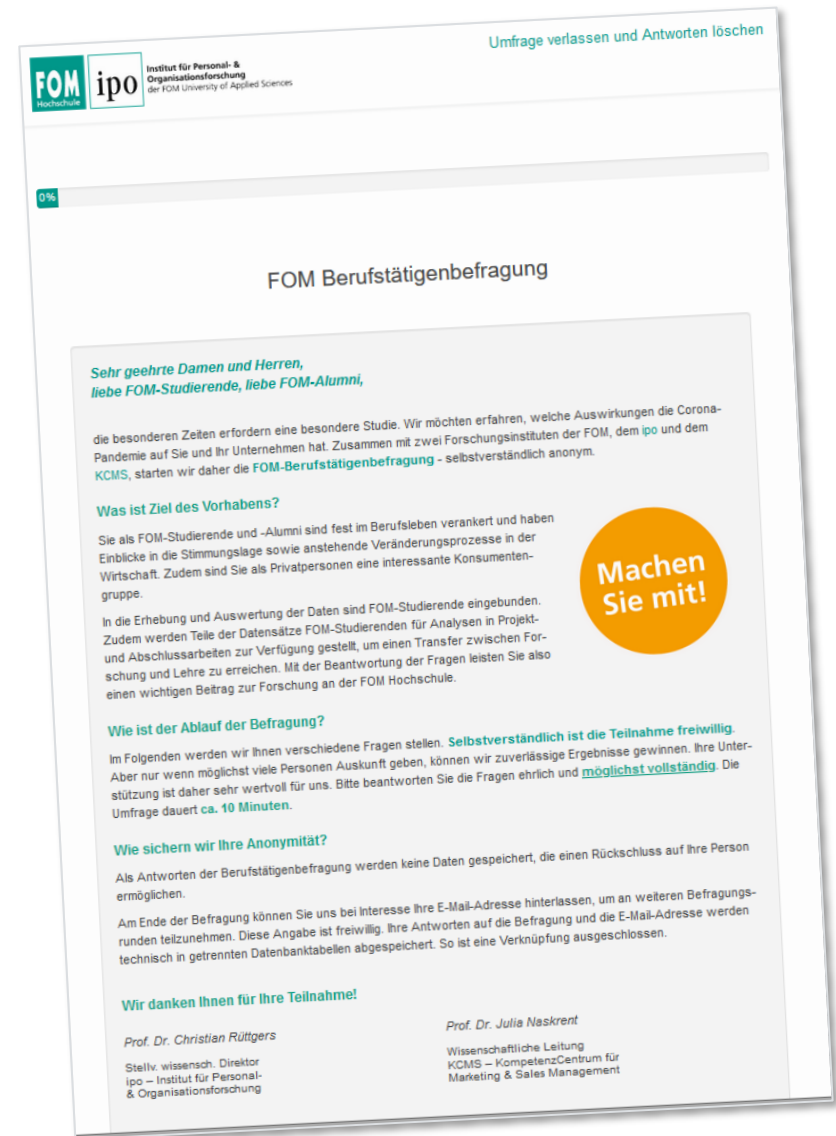 Umfrage verlassen und Antworten löschen
FOM
Hochschule
ipo
Institut für Personal- &
Organisationsforschung
der FOM University of Applied Sciences
0%
FOM Berufstätigenbefragung
Sehr geehrte Damen und Herren,
liebe FOM-Studierende, liebe FOM-Alumni,
die besonderen Zeiten erfordern eine besondere Studie. Wir möchten erfahren, welche Auswirkungen die Corona-
Pandemie auf Sie und Ihr Unternehmen hat. Zusammen mit zwei Forschungsinstituten der FOM, dem ipo und dem
KCMS, starten wir daher die FOM-Berufstätigenbefragung - selbstverständlich anonym.
Was ist Ziel des Vorhabens?
Sie als FOM-Studierende und -Alumni sind fest im Berufsleben verankert und haben
Einblicke in die Stimmungslage sowie anstehende Veränderungsprozesse in der
Wirtschaft. Zudem sind Sie als Privatpersonen eine interessante Konsumenten-
gruppe.
In die Erhebung und Auswertung der Daten sind FOM-Studierende eingebunden.
Zudem werden Teile der Datensätze FOM-Studierenden für Analysen in Projekt-
und Abschlussarbeiten zur Verfügung gestellt, um einen Transfer zwischen For-
schung und Lehre zu erreichen. Mit der Beantwortung der Fragen leisten Sie also
einen wichtigen Beitrag zur Forschung an der FOM Hochschule.
Machen
Sie mit!
Wie ist der Ablauf der Befragung?
Im Folgenden werden wir Ihnen verschiedene Fragen stellen. Selbstverständlich ist die Teilnahme freiwillig.
Aber nur wenn möglichst viele Personen Auskunft geben, können wir zuverlässige Ergebnisse gewinnen. Ihre Unter-
stützung ist daher sehr wertvoll für uns. Bitte beantworten Sie die Fragen ehrlich und möglichst vollständig. Die
Umfrage dauert ca. 10 Minuten.
Wie sichern wir Ihre Anonymität?
Als Antworten der Berufstätigenbefragung werden keine Daten gespeichert, die einen Rückschluss auf Ihre Person
ermöglichen.
Am Ende der Befragung können Sie uns bei Interesse Ihre E-Mail-Adresse hinterlassen, um an weiteren Befragungs-
runden teilzunehmen. Diese Angabe ist freiwillig. Ihre Antworten auf die Befragung und die E-Mail-Adresse werden
technisch in getrennten Datenbanktabellen abgespeichert. So ist eine Verknüpfung ausgeschlossen.
Wir danken Ihnen für Ihre Teilnahme!
Prof. Dr. Christian Rüttgers
Stellv. wissensch. Direktor
ipo – Institut für Personal-
& Organisationsforschung
Prof. Dr. Julia Naskrent
Wissenschaftliche Leitung
KCMS – KompetenzCentrum für
Marketing & Sales Management